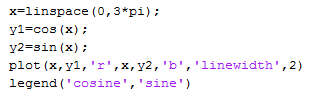 x=linspace(0,3*pi);
y1=cos(x);
y2=sin(x);
plot(x,y1,'r',x,y2,'b','linewidth',2)
legend('cosine','sine')